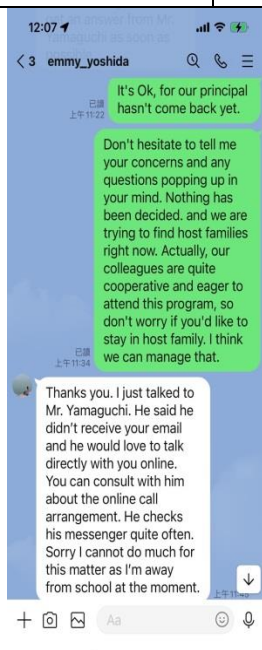 12:07
3 emmy_yoshida
It's Ok, for our principal
hasn't come back yet.
已讀
上午11:22
Don't hesitate to tell me
your concerns and any
questions popping up in
your mind. Nothing has
been decided. and we are
trying to find host families
right now. Actually, our
colleagues are quite
cooperative and eager to
attend this program, so
don't worry if you'd like to
stay in host family. I think
we can manage that.
已讀
上午11:34
Thanks you. I just talked to
Mr. Yamaguchi. He said he
didn't receive your email
and he would love to talk
directly with you online.
You can consult with him
about the online call
arrangement. He checks
his messenger quite often.
Sorry I cannot do much for
this matter as I'm away
from school at the moment.
Aa